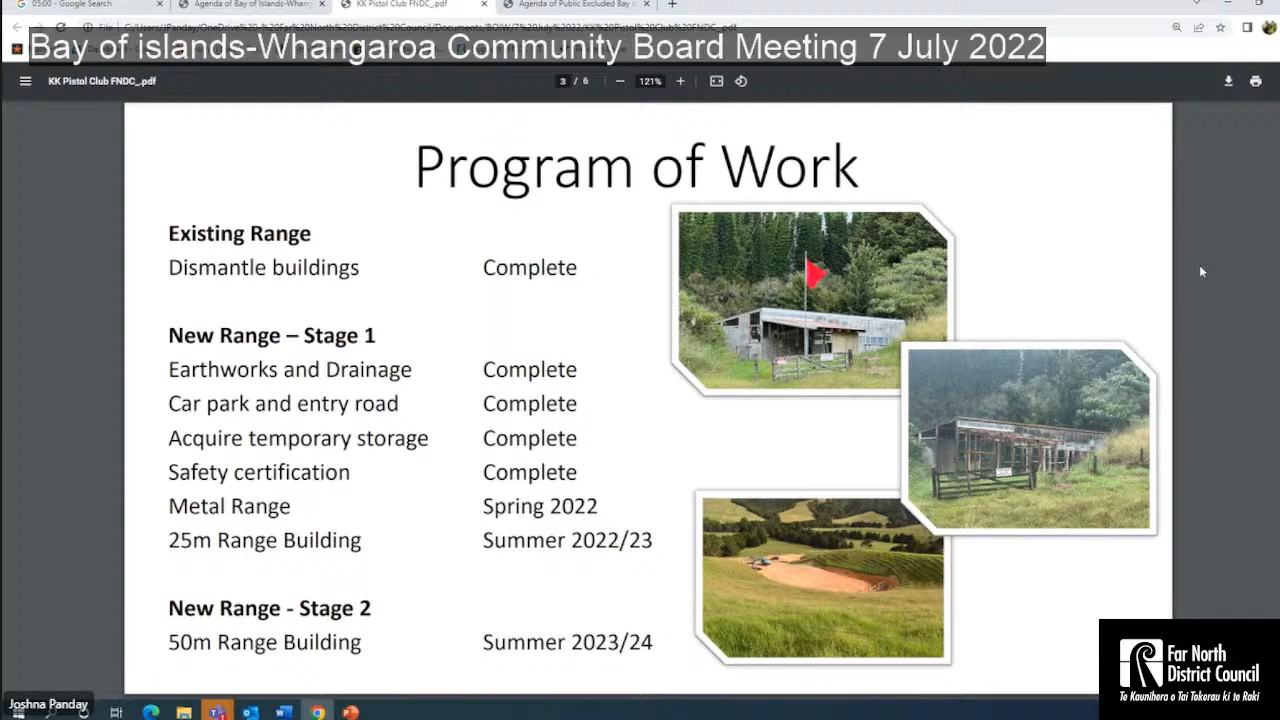 05:00 - Google Search
Agenda of Bay of Islands-Whang
KK Pistol Club FNDC_.pdf
Agenda of Public Excluded Bay o
File
C:/Users/JPanday/OneDrive%20-%20Far%20North%20District%20Council/Documents/BOIW/7%20July%202022/KK%20Pistol%20Club%20FNDC_.pdf
Bay of islands-Whangaroa Community Board Meeting 7 July 2022
KK Pistol Club FNDC_.pdf
3 / 6
121%
Program of Work
Existing Range
Dismantle buildings Complete
New Range – Stage 1
Earthworks and Drainage Complete
Car park and entry road Complete
Acquire temporary storage Complete
Safety certification Complete
Metal Range Spring 2022
25m Range Building Summer 2022/23
New Range - Stage 2
50m Range Building Summer 2023/24
Far North
District Council
Te Kaunihera o Tai Tokerau ki te Raki
Joshna Panday